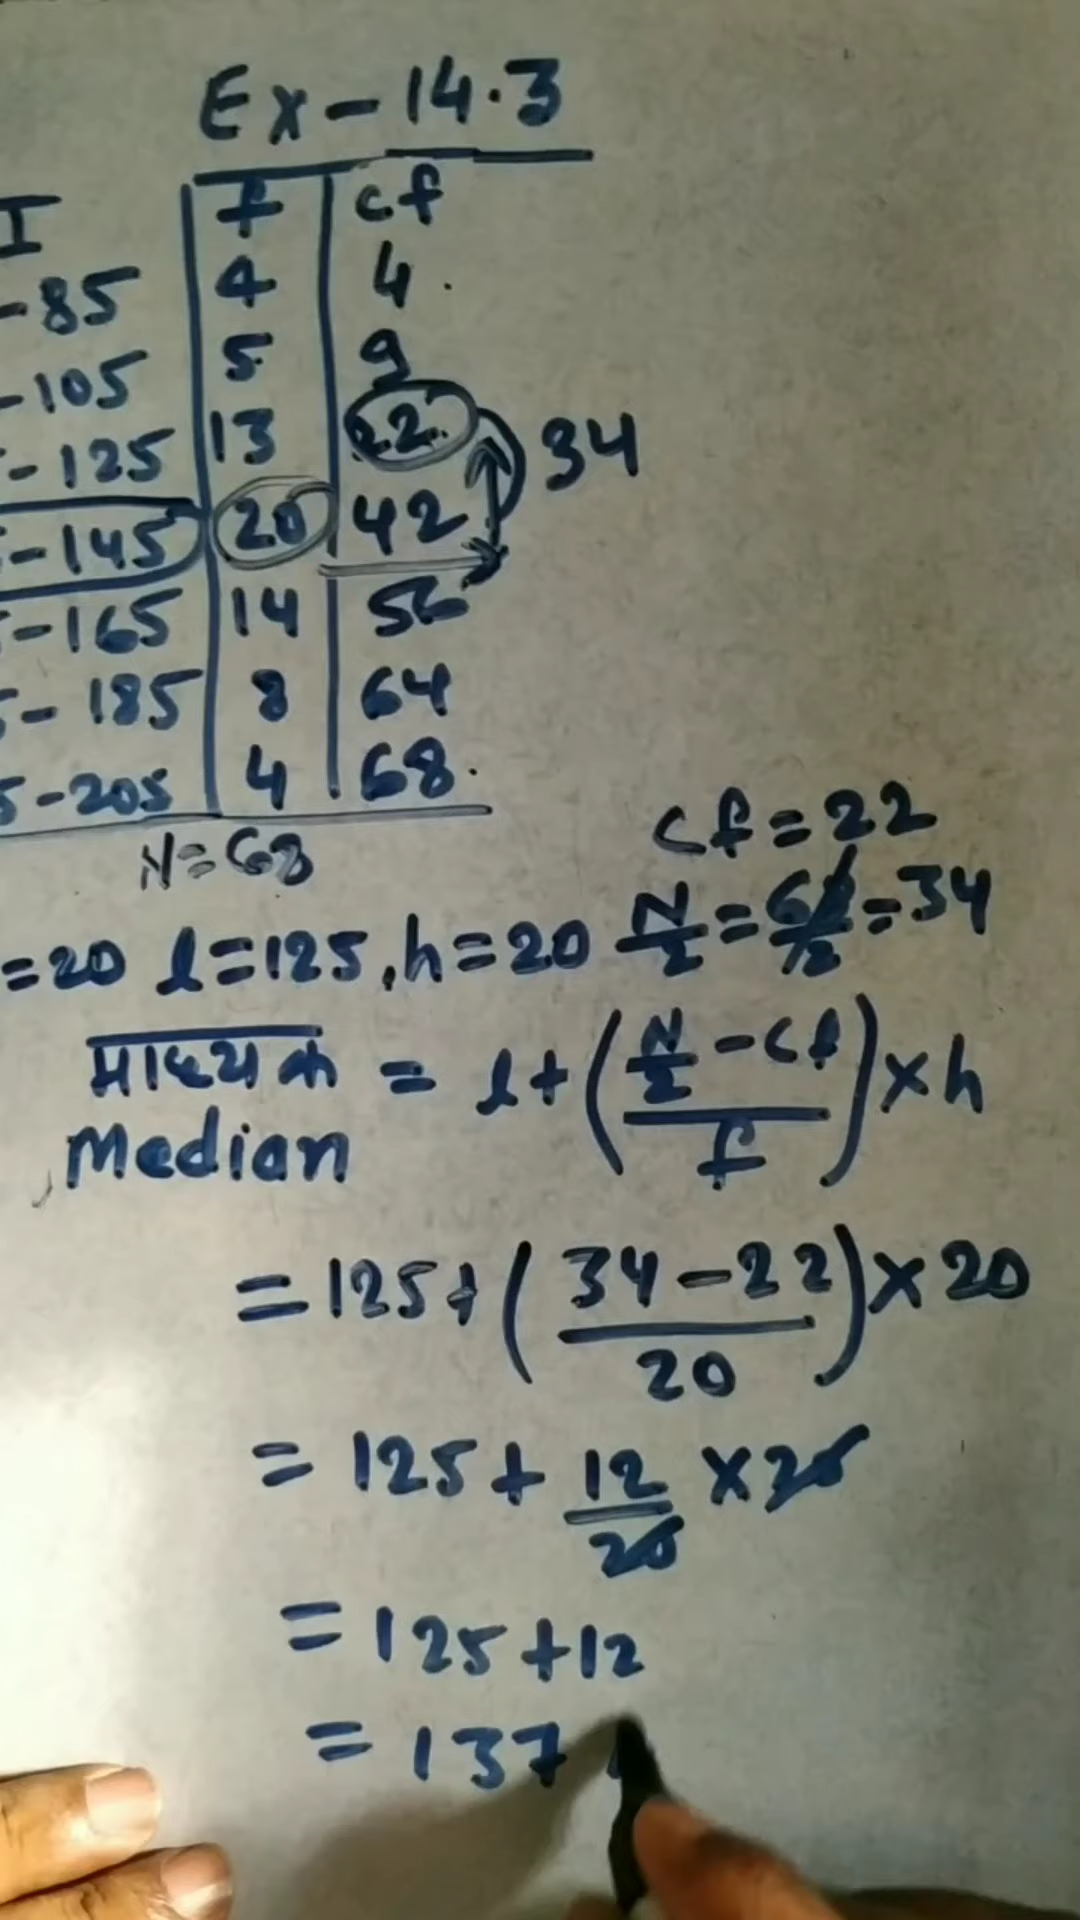 Ex-14.3
I f cf
-85 4 4
-105 5 9
-125 13 22 34
-145 20 42
-165 14 56
5-185 8 64
5-205 4 68
N=68
cf=22
=20 l=125, h=20 N/2=68/2=34
माध्यक = l+(N/2-cf/f)×h
Median
=125+(34-22/20)×20
=125+12/20×20
=125+12
=137